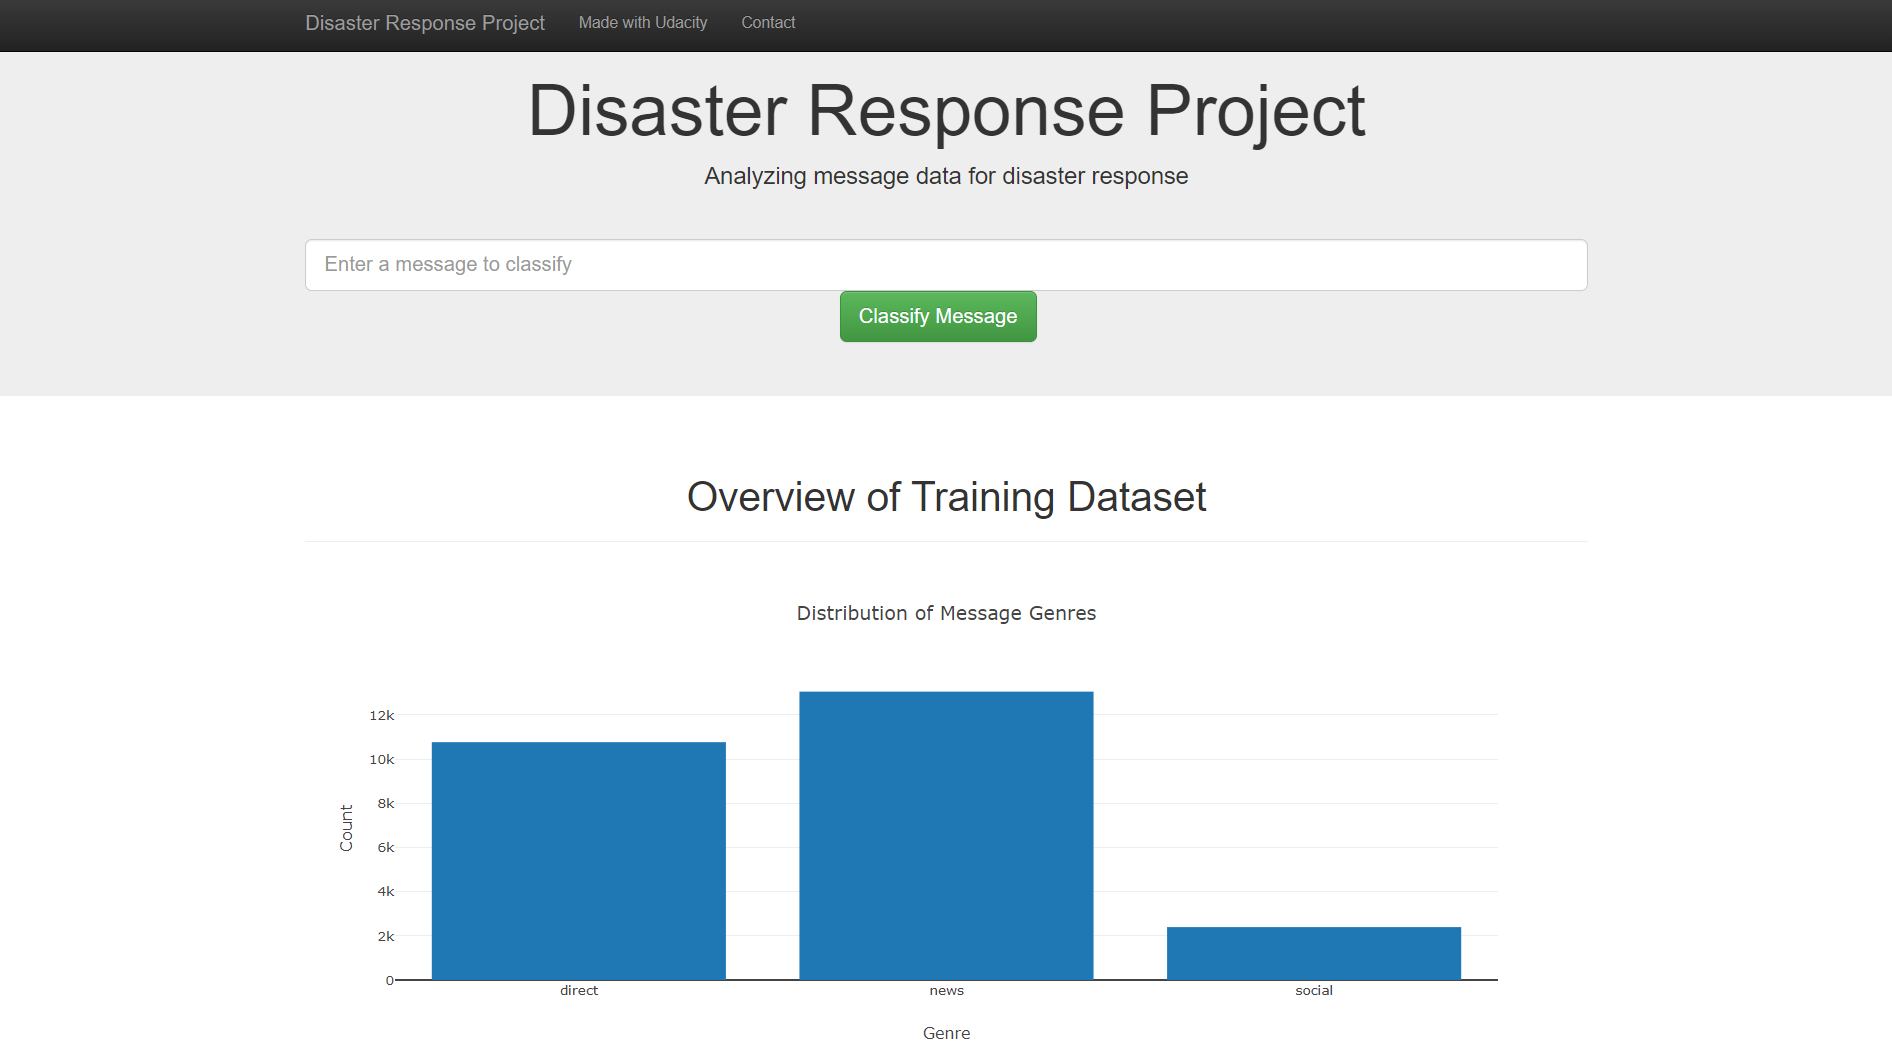 Disaster Response Project Made with Udacity Contact
Disaster Response Project
Analyzing message data for disaster response
Enter a message to classify
Classify Message
Overview of Training Dataset
Distribution of Message Genres
12k
10k
8k
6k
4k
2k
0
Count
direct news social
Genre